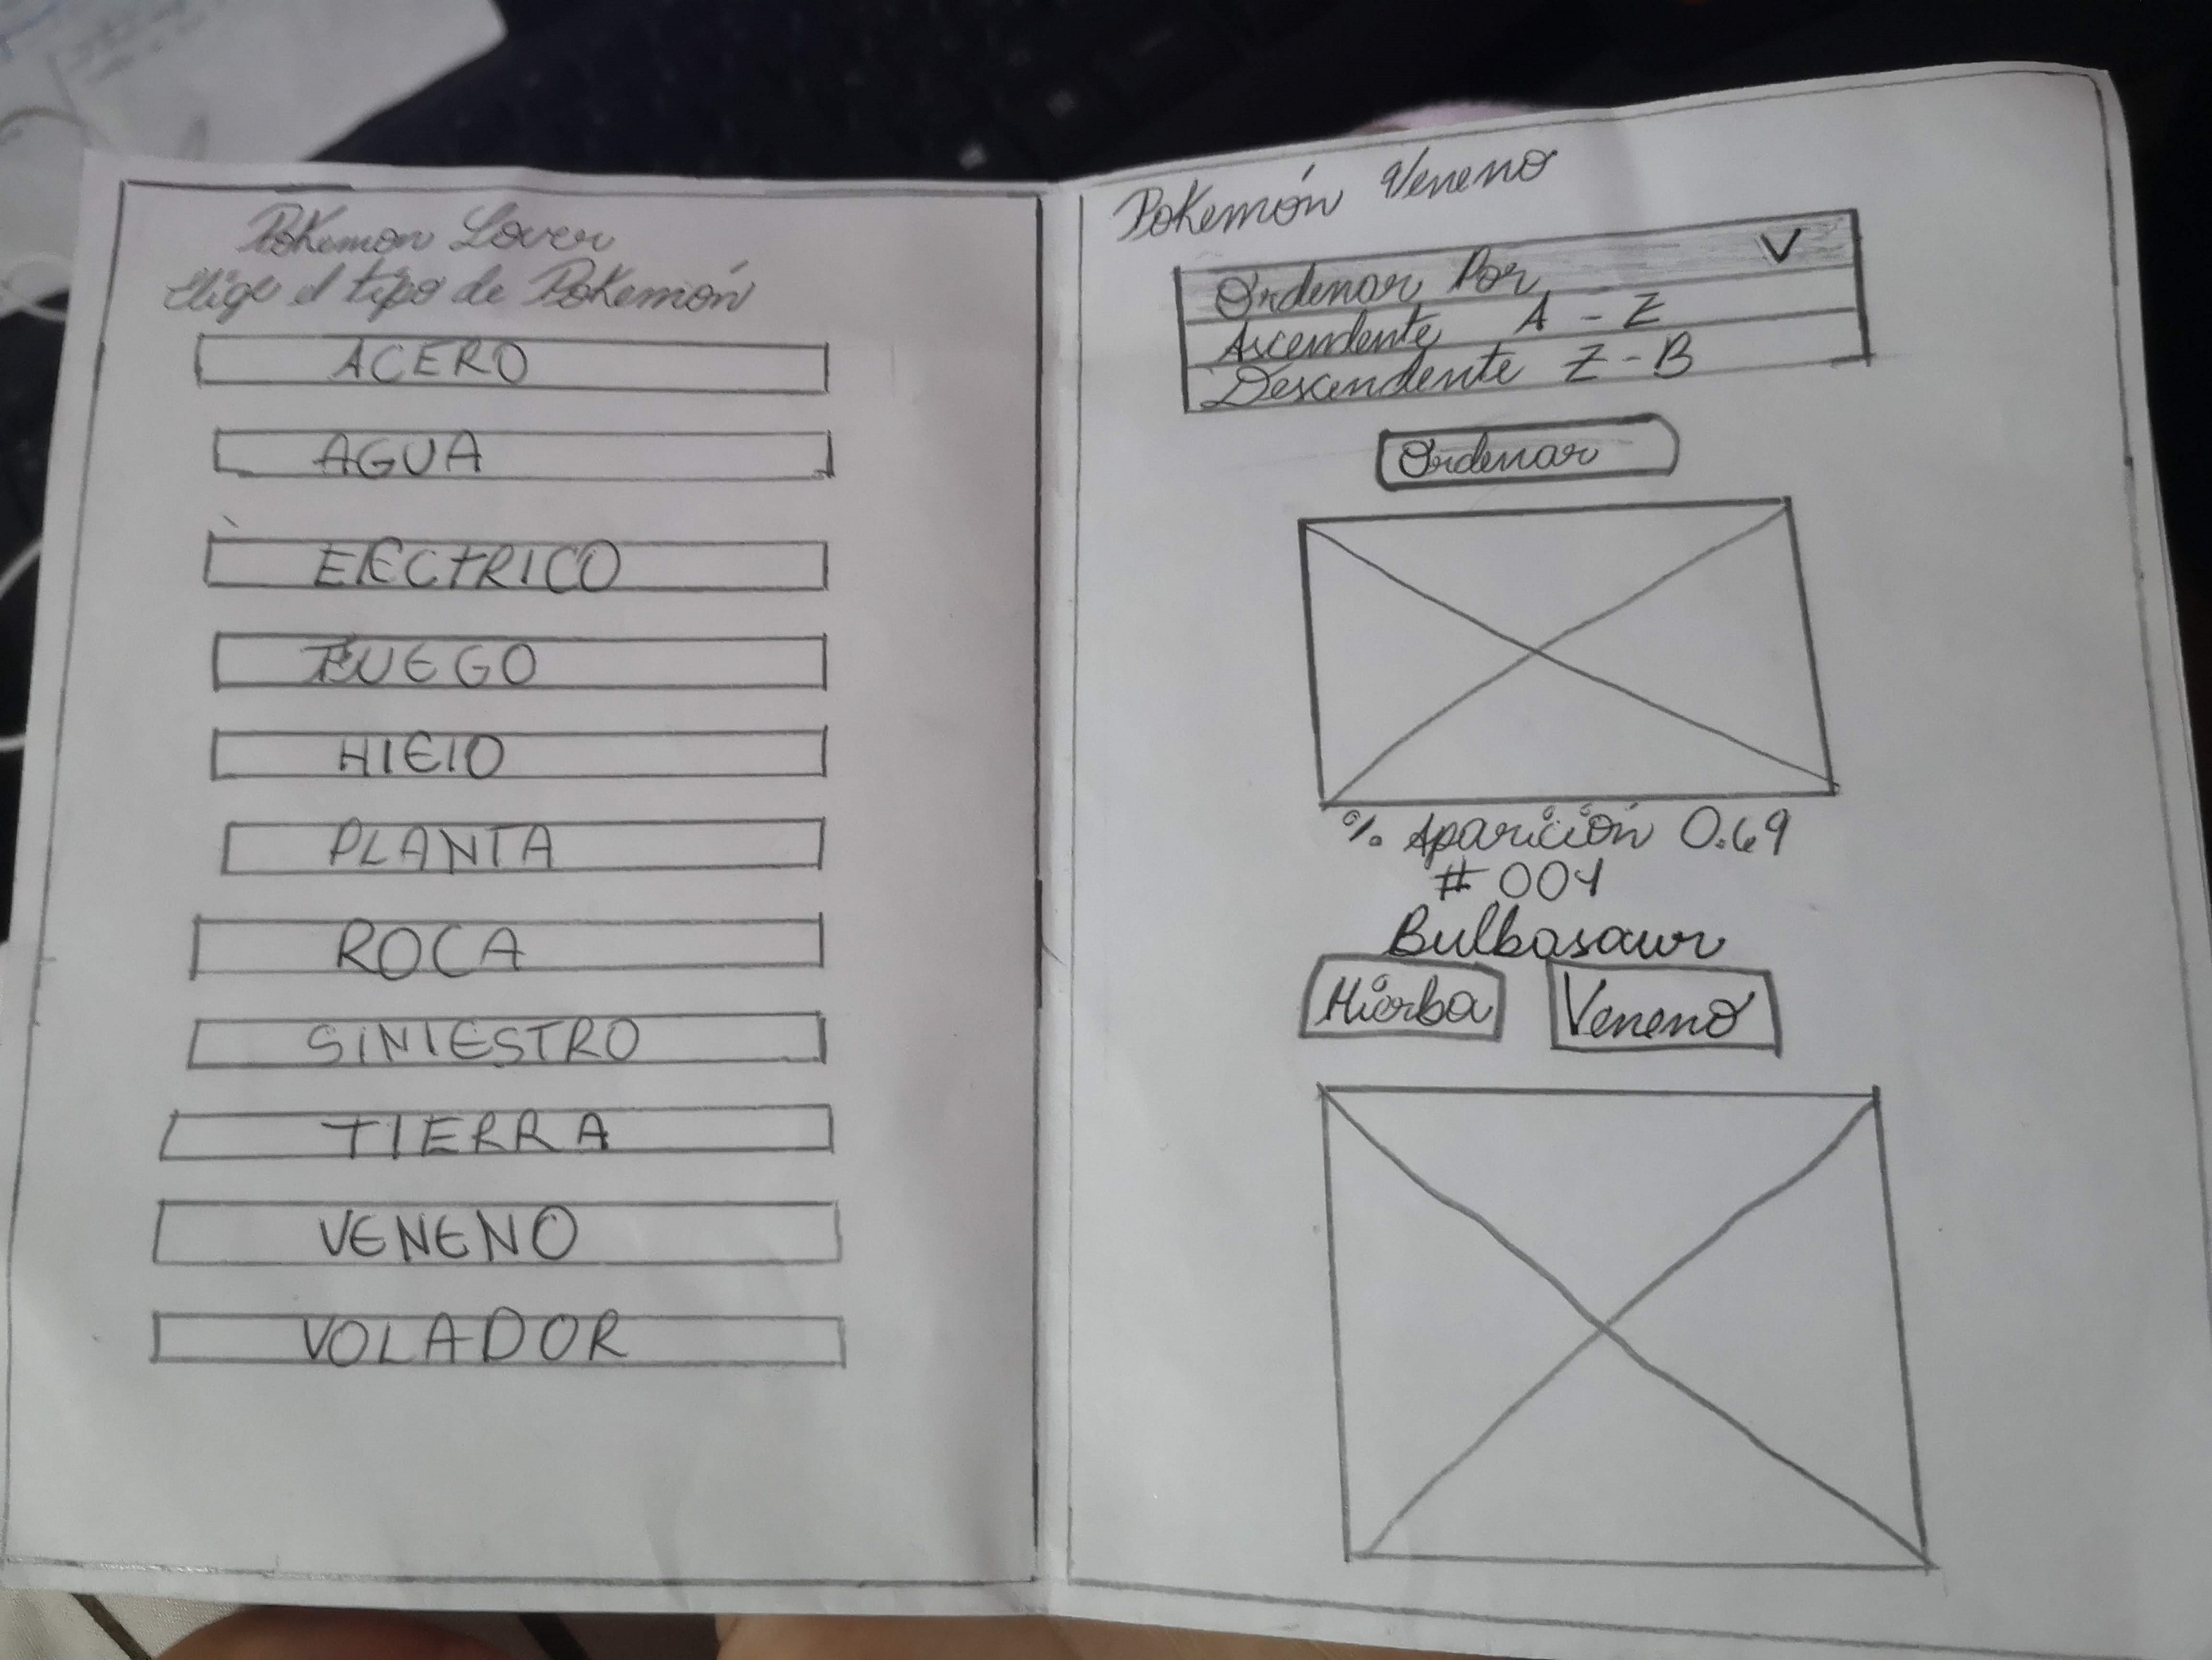 Pokemon Lover
Elige el tipo de Pokemón
ACERO
AGUA
ElECTRICO
FUEGO
HIElO
PLANTA
ROCA
SINIESTRO
TIERRA
VENENO
VOLADOR
Pokemón Veneno
Ordenar Por V
Ascendente A - Z
Descendente Z - B
Ordenar
% Aparición 0.69
# 001
Bulbasaur
Hierba Veneno